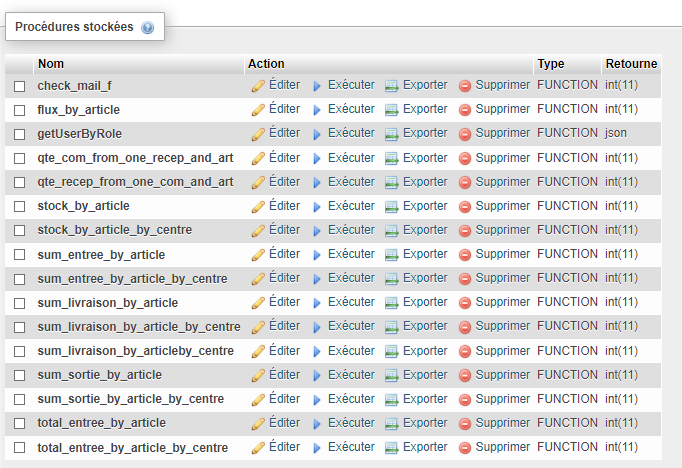 Procédures stockées
Nom Action Type Retourne
check_mail_f Éditer Exécuter Exporter Supprimer FUNCTION int(11)
flux_by_article Éditer Exécuter Exporter Supprimer FUNCTION int(11)
getUserByRole Éditer Exécuter Exporter Supprimer FUNCTION json
qte_com_from_one_recep_and_art Éditer Exécuter Exporter Supprimer FUNCTION int(11)
qte_recep_from_one_com_and_art Éditer Exécuter Exporter Supprimer FUNCTION int(11)
stock_by_article Éditer Exécuter Exporter Supprimer FUNCTION int(11)
stock_by_article_by_centre Éditer Exécuter Exporter Supprimer FUNCTION int(11)
sum_entree_by_article Éditer Exécuter Exporter Supprimer FUNCTION int(11)
sum_entree_by_article_by_centre Éditer Exécuter Exporter Supprimer FUNCTION int(11)
sum_livraison_by_article Éditer Exécuter Exporter Supprimer FUNCTION int(11)
sum_livraison_by_article_by_centre Éditer Exécuter Exporter Supprimer FUNCTION int(11)
sum_livraison_by_articleby_centre Éditer Exécuter Exporter Supprimer FUNCTION int(11)
sum_sortie_by_article Éditer Exécuter Exporter Supprimer FUNCTION int(11)
sum_sortie_by_article_by_centre Éditer Exécuter Exporter Supprimer FUNCTION int(11)
total_entree_by_article Éditer Exécuter Exporter Supprimer FUNCTION int(11)
total_entree_by_article_by_centre Éditer Exécuter Exporter Supprimer FUNCTION int(11)